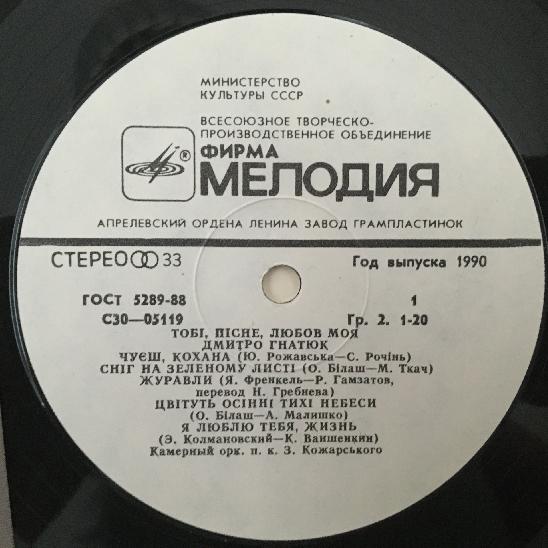 МИНИСТЕРСТВО
КУЛЬТУРЫ СССР
ВСЕСОЮЗНОЕ ТВОРЧЕСКО-
-ПРОИЗВОДСТВЕННОЕ ОБЪЕДИНЕНИЕ
® ФИРМА
МЕЛОДИЯ
АПРЕЛЕВСКИЙ ОРДЕНА ЛЕНИНА ЗАВОД ГРАМПЛАСТИНОК
СТЕРЕО 33 Год выпуска 1990
ГОСТ 5289-88 1
С30—05119 Гр. 2. 1-20
ТОБІ, ПІСНЕ, ЛЮБОВ МОЯ
ДМИТРО ГНАТЮК
ЧУЄШ, КОХАНА (Ю. Рожавська—С. Рочінь)
СНІГ НА ЗЕЛЕНОМУ ЛИСТІ (О. Білаш—М. Ткач)
ЖУРАВЛИ (Я. Френкель—Р. Гамзатов,
перевод Н. Гребнева)
ЦВІТУТЬ ОСІННІ ТИХІ НЕБЕСИ
(О. Білаш—А. Малишко)
Я ЛЮБЛЮ ТЕБЯ, ЖИЗНЬ
(Э. Колмановский—К. Ваншенкин)
Камерный орк. п. к. З. Кожарського